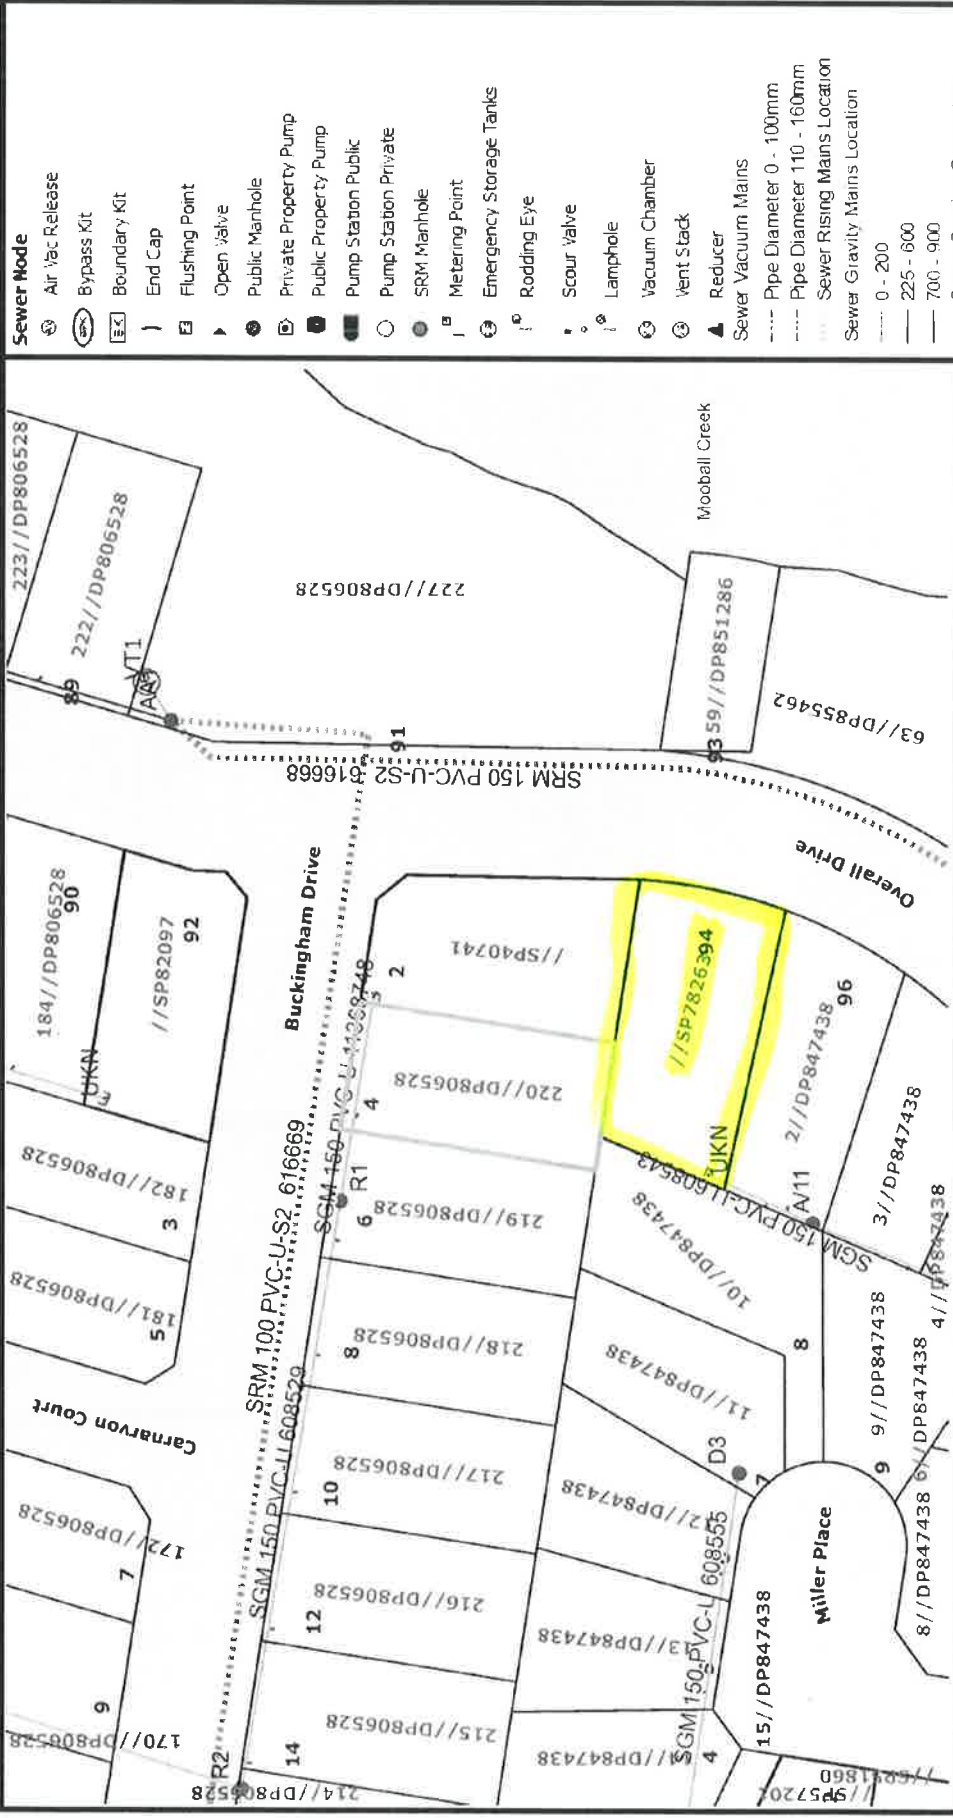 Sewer Node
Air Vac Release
Bypass Kit
Boundary Kit
End Cap
Flushing Point
Open Valve
Public Manhole
Private Property Pump
Public Property Pump
Pump Station Public
Pump Station Private
SRM Manhole
Metering Point
Emergency Storage Tanks
Rodding Eye
Scour Valve
Lamphole
Vacuum Chamber
Vent Stack
Reducer
Sewer Vacuum Mains
Pipe Diameter 0 - 100mm
Pipe Diameter 110 - 160mm
Sewer Rising Mains Location
Sewer Gravity Mains Location
0 - 200
225 - 600
700 - 900
223//DP806528
222//DP806528
89
VT1
AA
227//DP806528
91
SRM 150 PVC-U-S2 616668
Mooball Creek
59//DP851286
93
63//DP855462
Overall Drive
184//DP806528
90
UKN
//SP82097
92
182//DP806528
3
181//DP806528
5
Carnarvon Court
172//DP806528
7
9
170//DP806528
Buckingham Drive
SRM 100 PVC-U-S2 616669
SGM 150 PVC-U 608529
R1
R2
//SP40741
2
220//DP806528
4
219//DP806528
6
218//DP806528
8
217//DP806528
10
216//DP806528
12
215//DP806528
14
214//DP806528
//SP78263
94
UKN
2//DP847438
96
3//DP847438
4//DP847438
A/11
SGM 150 PVC-U 608543
10//DP847438
8
11//DP847438
D3
7
12//DP847438
13//DP847438
SGM 150 PVC-U 608555
4
15//DP847438
Miller Place
9
9//DP847438
6//DP847438
8//DP847438